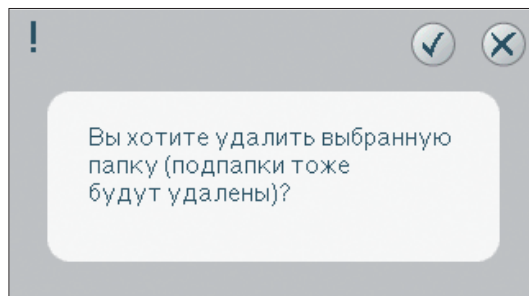 !
Вы хотите удалить выбранную
папку (подпапки тоже
будут удалены)?